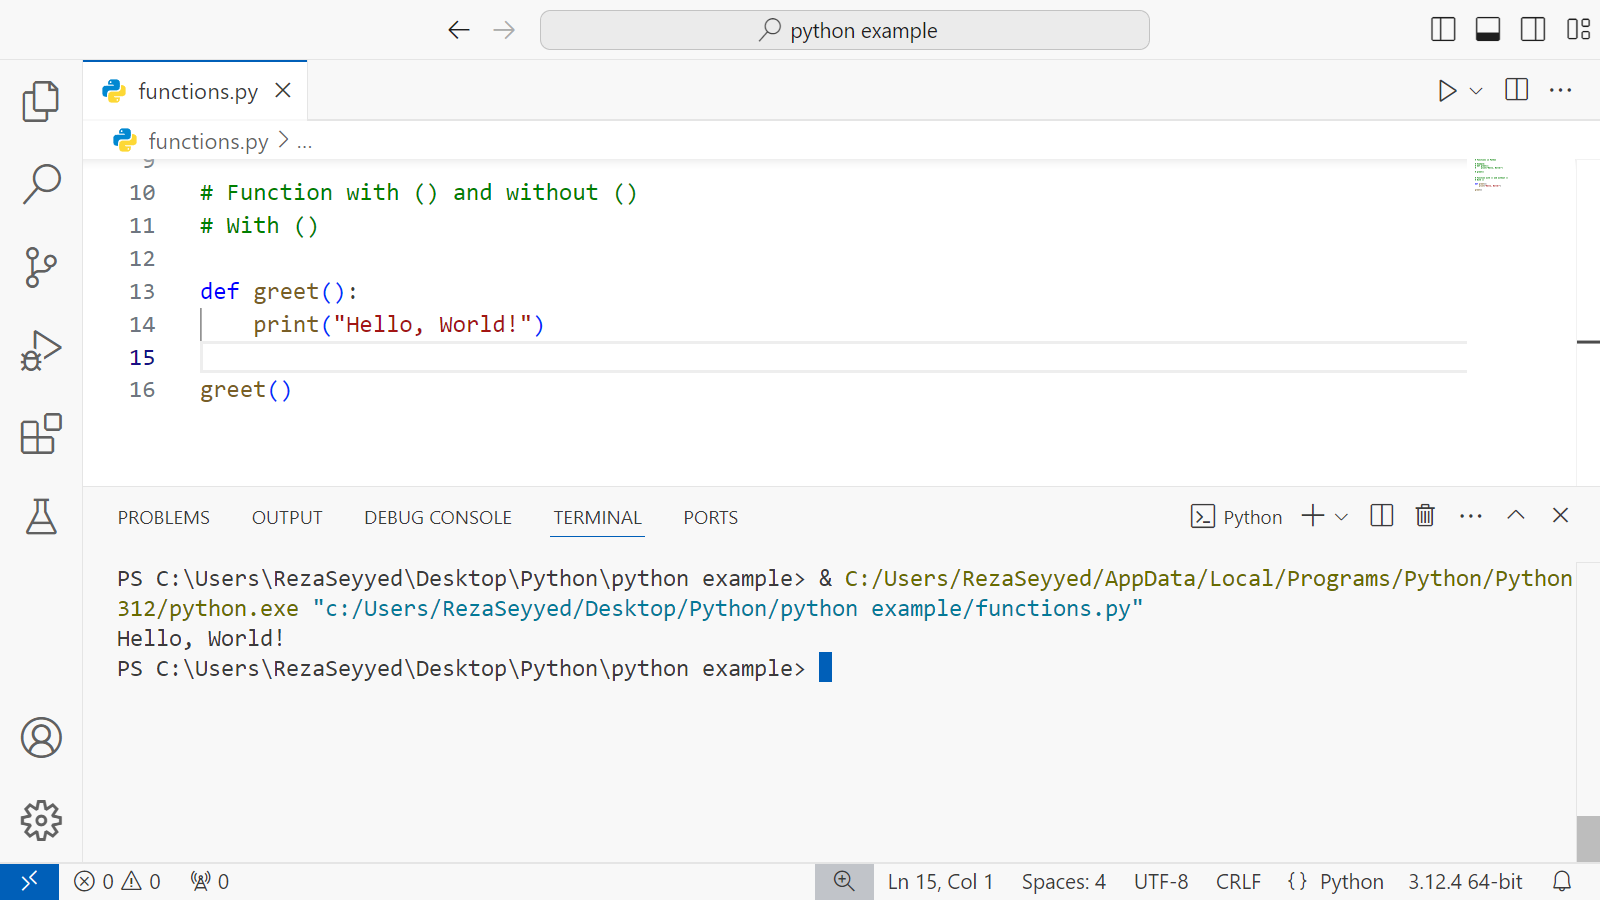 python example
functions.py
functions.py > ...
9
10 # Function with () and without ()
11 # With ()
12
13 def greet():
14     print("Hello, World!")
15
16 greet()
PROBLEMS OUTPUT DEBUG CONSOLE TERMINAL PORTS Python
PS C:\Users\RezaSeyyed\Desktop\Python\python example> & C:/Users/RezaSeyyed/AppData/Local/Programs/Python/Python
312/python.exe "c:/Users/RezaSeyyed/Desktop/Python/python example/functions.py"
Hello, World!
PS C:\Users\RezaSeyyed\Desktop\Python\python example>
0 0 0 Ln 15, Col 1 Spaces: 4 UTF-8 CRLF {} Python 3.12.4 64-bit